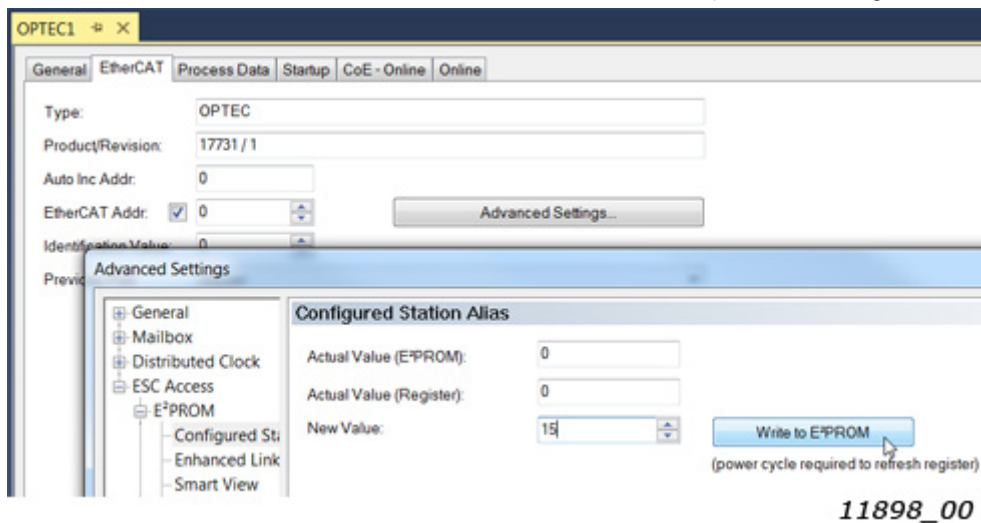 OPTEC1
General EtherCAT Process Data Startup CoE - Online Online
Type: OPTEC
Product/Revision: 17731 / 1
Auto Inc Addr: 0
EtherCAT Addr: 0 Advanced Settings...
Identification Value: 0
Advanced Settings
General
Mailbox
Distributed Clock
ESC Access
E²PROM
Configured Sta
Enhanced Link
Smart View
Configured Station Alias
Actual Value (E²PROM): 0
Actual Value (Register): 0
New Value: 15 Write to E²PROM
(power cycle required to refresh register)
11898_00